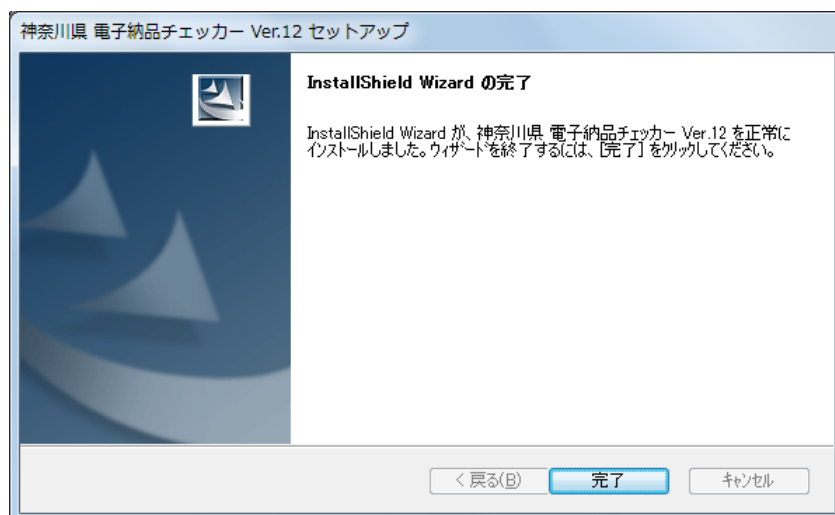 神奈川県 電子納品チェッカー Ver.12 セットアップ
InstallShield Wizard の完了
InstallShield Wizard が、神奈川県 電子納品チェッカー Ver.12 を正常に
インストールしました。ウィザードを終了するには、[完了] をクリックしてください。
< 戻る(B) 完了 キャンセル